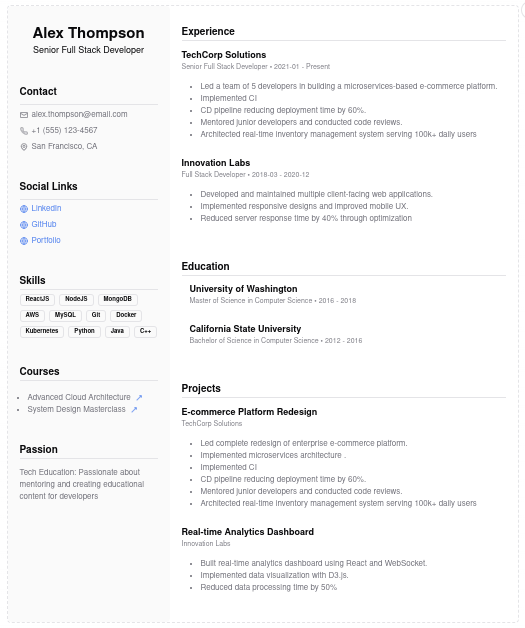 Alex Thompson
Senior Full Stack Developer
Contact
alex.thompson@email.com
+1 (555) 123-4567
San Francisco, CA
Social Links
LinkedIn
GitHub
Portfolio
Skills
ReactJS NodeJS MongoDB
AWS MySQL Git Docker
Kubernetes Python Java C++
Courses
• Advanced Cloud Architecture ↗
• System Design Masterclass ↗
Passion
Tech Education: Passionate about
mentoring and creating educational
content for developers
Experience
TechCorp Solutions
Senior Full Stack Developer • 2021-01 - Present
• Led a team of 5 developers in building a microservices-based e-commerce platform.
• Implemented CI
• CD pipeline reducing deployment time by 60%.
• Mentored junior developers and conducted code reviews.
• Architected real-time inventory management system serving 100k+ daily users
Innovation Labs
Full Stack Developer • 2018-03 - 2020-12
• Developed and maintained multiple client-facing web applications.
• Implemented responsive designs and improved mobile UX.
• Reduced server response time by 40% through optimization
Education
University of Washington
Master of Science in Computer Science • 2016 - 2018
California State University
Bachelor of Science in Computer Science • 2012 - 2016
Projects
E-commerce Platform Redesign
TechCorp Solutions
• Led complete redesign of enterprise e-commerce platform.
• Implemented microservices architecture .
• Implemented CI
• CD pipeline reducing deployment time by 60%.
• Mentored junior developers and conducted code reviews.
• Architected real-time inventory management system serving 100k+ daily users
Real-time Analytics Dashboard
Innovation Labs
• Built real-time analytics dashboard using React and WebSocket.
• Implemented data visualization with D3.js.
• Reduced data processing time by 50%